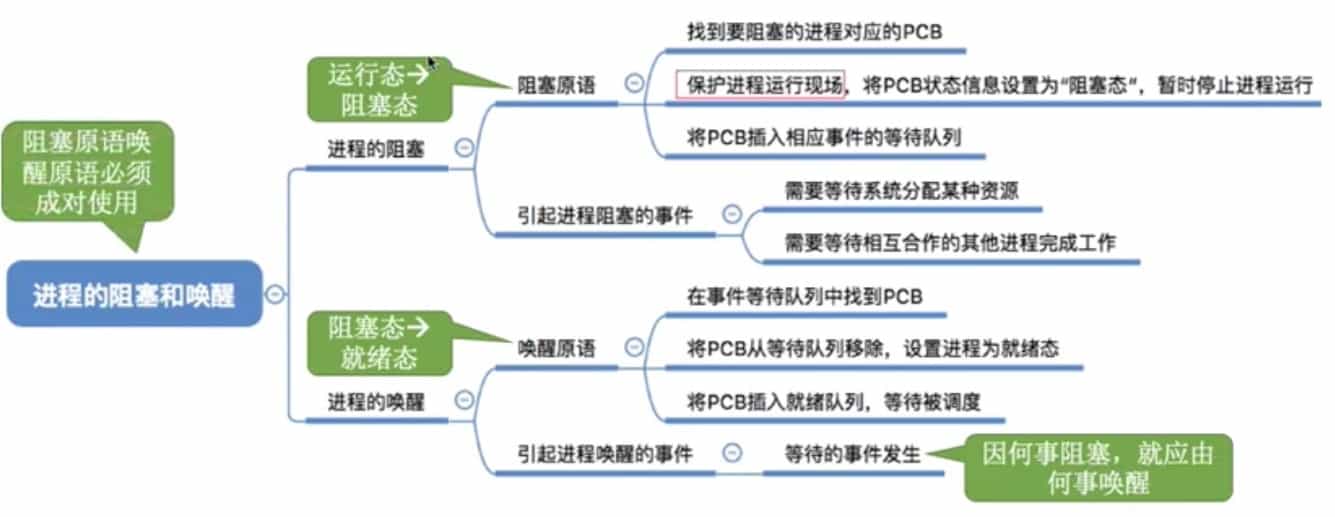 找到要阻塞的进程对应的PCB
运行态→
阻塞态
阻塞原语
保护进程运行现场，将PCB状态信息设置为“阻塞态”，暂时停止进程运行
将PCB插入相应事件的等待队列
进程的阻塞
阻塞原语唤
醒原语必须
成对使用
引起进程阻塞的事件
需要等待系统分配某种资源
需要等待相互合作的其他进程完成工作
进程的阻塞和唤醒
在事件等待队列中找到PCB
阻塞态→
就绪态
唤醒原语
将PCB从等待队列移除，设置进程为就绪态
将PCB插入就绪队列，等待被调度
进程的唤醒
引起进程唤醒的事件
等待的事件发生
因何事阻塞，就应由
何事唤醒